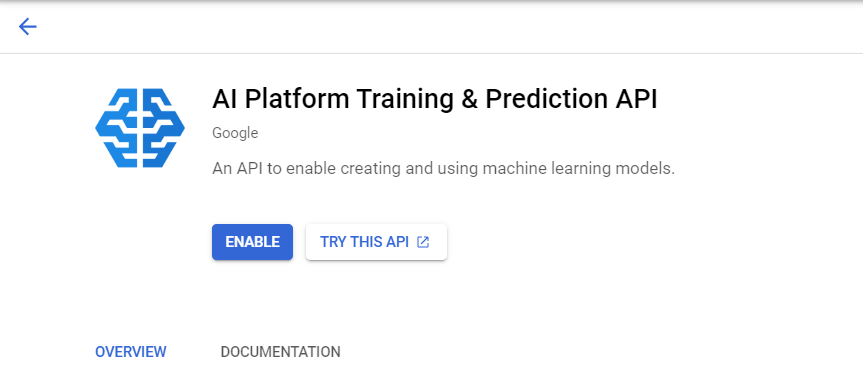 AI Platform Training & Prediction API
Google
An API to enable creating and using machine learning models.
ENABLE
TRY THIS API
OVERVIEW
DOCUMENTATION